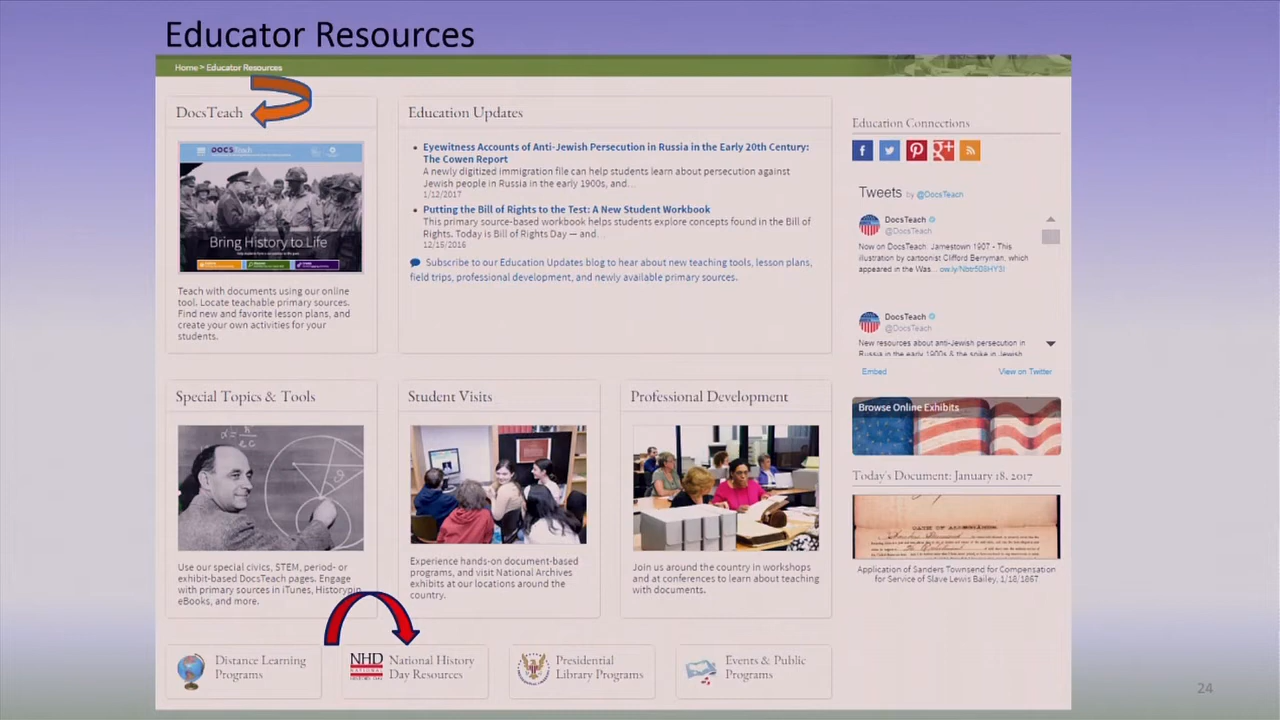 Educator Resources
Home > Educator Resources
DocsTeach
DOCSTeach
Bring History to Life
Teach with documents using our online
tool. Locate teachable primary sources.
Find new and favorite lesson plans, and
create your own activities for your
students.
Education Updates
Eyewitness Accounts of Anti-Jewish Persecution in Russia in the Early 20th Century:
The Cowen Report
A newly digitized immigration file can help students learn about persecution against
Jewish people in Russia in the early 1900s, and...
1/12/2017
Putting the Bill of Rights to the Test: A New Student Workbook
This primary source-based workbook helps students explore concepts found in the Bill of
Rights. Today is Bill of Rights Day — and...
12/15/2016
Subscribe to our Education Updates blog to hear about new teaching tools, lesson plans,
field trips, professional development, and newly available primary sources.
Education Connections
Tweets by @DocsTeach
DocsTeach
@DocsTeach
Now on DocsTeach: Jamestown 1907 - This
illustration by cartoonist Clifford Berryman, which
appeared in the Was...
DocsTeach
@DocsTeach
New resources about anti-Jewish persecution in
Russia in the early 1900s & the spike in Jewish
Embed
View on Twitter
Browse Online Exhibits
Today's Document: January 18, 2017
Application of Sanders Townsend for Compensation
for Service of Slave Lewis Bailey, 1/18/1867
Special Topics & Tools
Use our special civics, STEM, period- or
exhibit-based DocsTeach pages. Engage
with primary sources in iTunes, Historypin,
eBooks, and more.
Student Visits
Experience hands-on document-based
programs, and visit National Archives
exhibits at our locations around the
country.
Professional Development
Join us around the country in workshops
and at conferences to learn about teaching
with documents.
Distance Learning
Programs
NHD
National History
Day Resources
Presidential
Library Programs
Events & Public
Programs
24